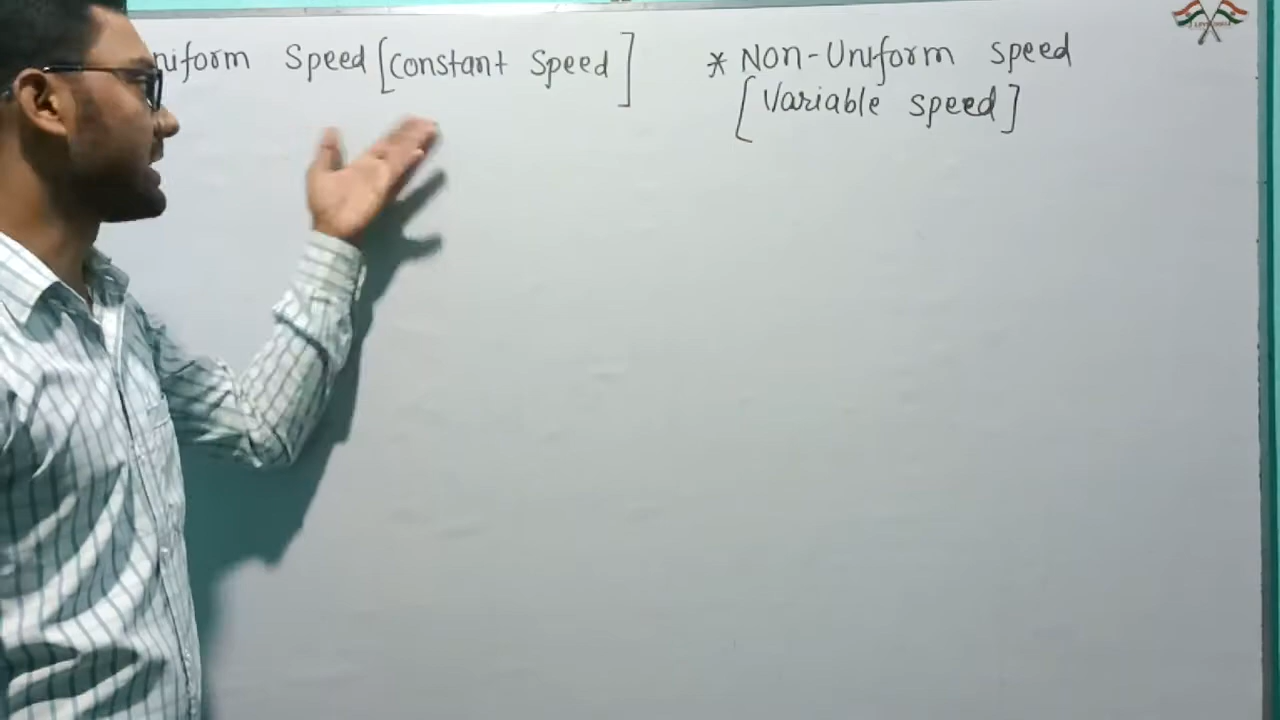 niform Speed [Constant Speed]
* Non-Uniform speed
[Variable speed]